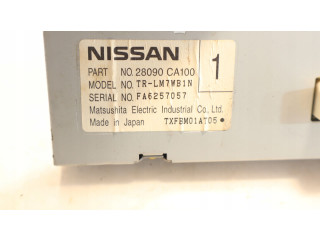 NISSAN
PART NO. 28090 CA100
1
MODEL NO. TR-LM7WB1N
SERIAL NO. FA6257057
Matsushita Electric Industrial Co., Ltd.
Made in Japan TXFBM01AT05